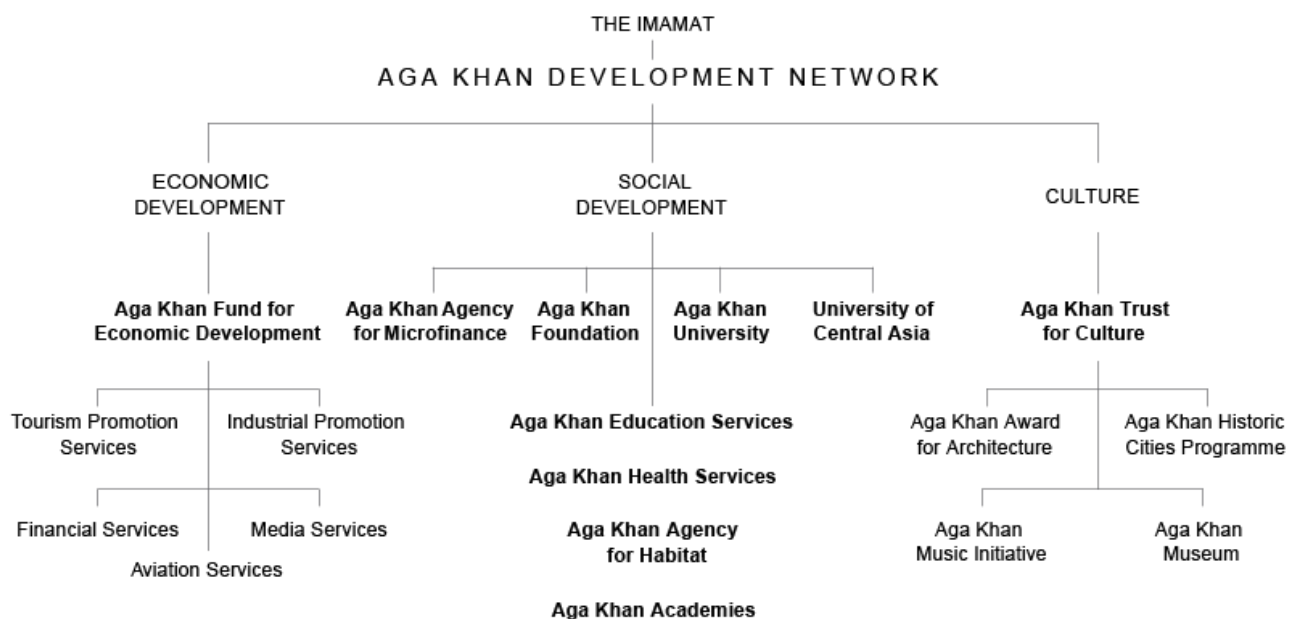 THE IMAMAT
AGA KHAN DEVELOPMENT NETWORK
ECONOMIC
DEVELOPMENT
SOCIAL
DEVELOPMENT
CULTURE
Aga Khan Fund for
Economic Development
Aga Khan Agency
for Microfinance
Aga Khan
Foundation
Aga Khan
University
University of
Central Asia
Aga Khan Trust
for Culture
Tourism Promotion
Services
Industrial Promotion
Services
Aga Khan Education Services
Aga Khan Award
for Architecture
Aga Khan Historic
Cities Programme
Aga Khan Health Services
Financial Services
Media Services
Aga Khan Agency
for Habitat
Aga Khan
Music Initiative
Aga Khan
Museum
Aviation Services
Aga Khan Academies